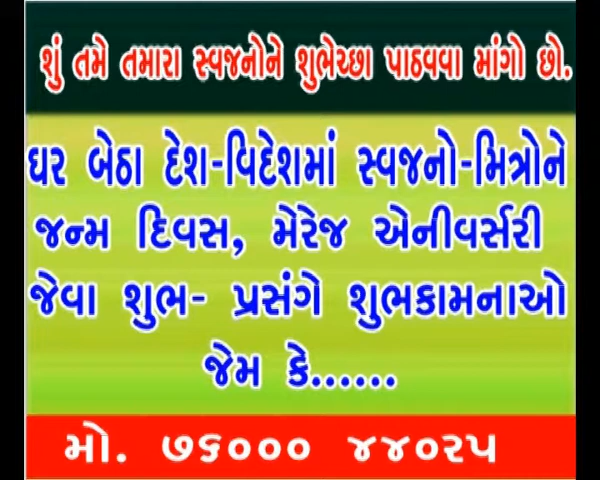 શું તમે તમારા સ્વજનોને શુભેચ્છા પાઠવવા માંગો છો.
ઘર બેઠા દેશ-વિદેશમાં સ્વજનો-મિત્રોને
જન્મ દિવસ, મેરેજ એનીવર્સરી
જેવા શુભ- પ્રસંગે શુભકામનાઓ
જેમ કે......
મો. ૭૬૦૦૦ ૪૪૦૨૫